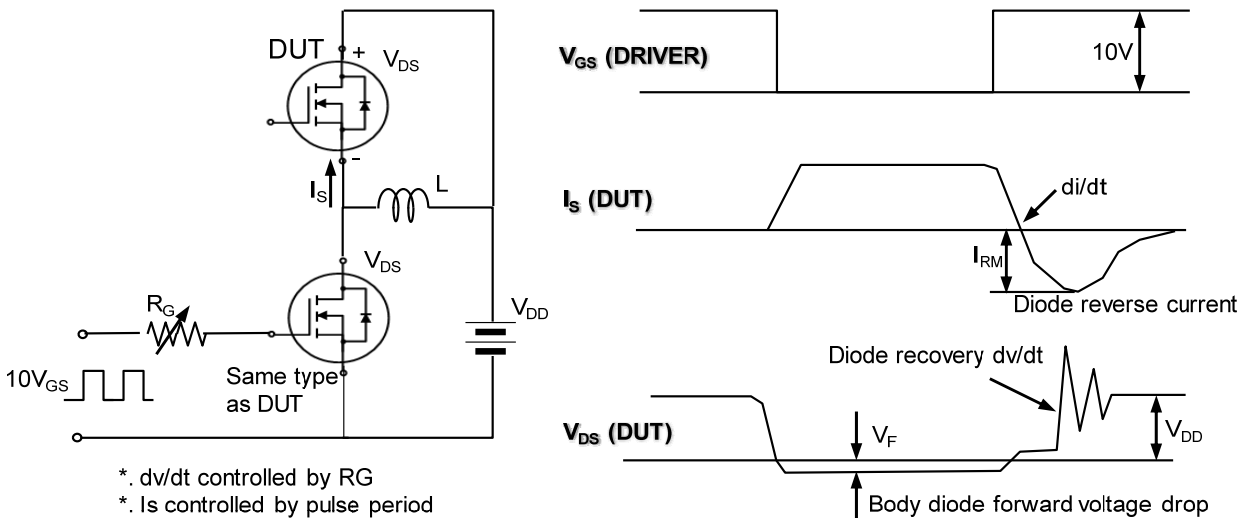 DUT
+
V_DS
-
I_S
L
V_DS
R_G
V_DD
10V_GS
Same type
as DUT
*. dv/dt controlled by RG
*. Is controlled by pulse period
V_GS (DRIVER)
10V
I_S (DUT)
di/dt
I_RM
Diode reverse current
Diode recovery dv/dt
V_DS (DUT)
V_F
V_DD
Body diode forward voltage drop